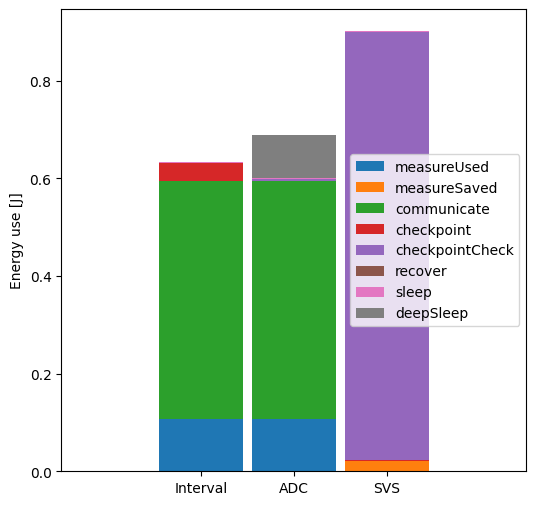 Energy use [J]
0.8
0.6
0.4
0.2
0.0
Interval
ADC
SVS
measureUsed
measureSaved
communicate
checkpoint
checkpointCheck
recover
sleep
deepSleep